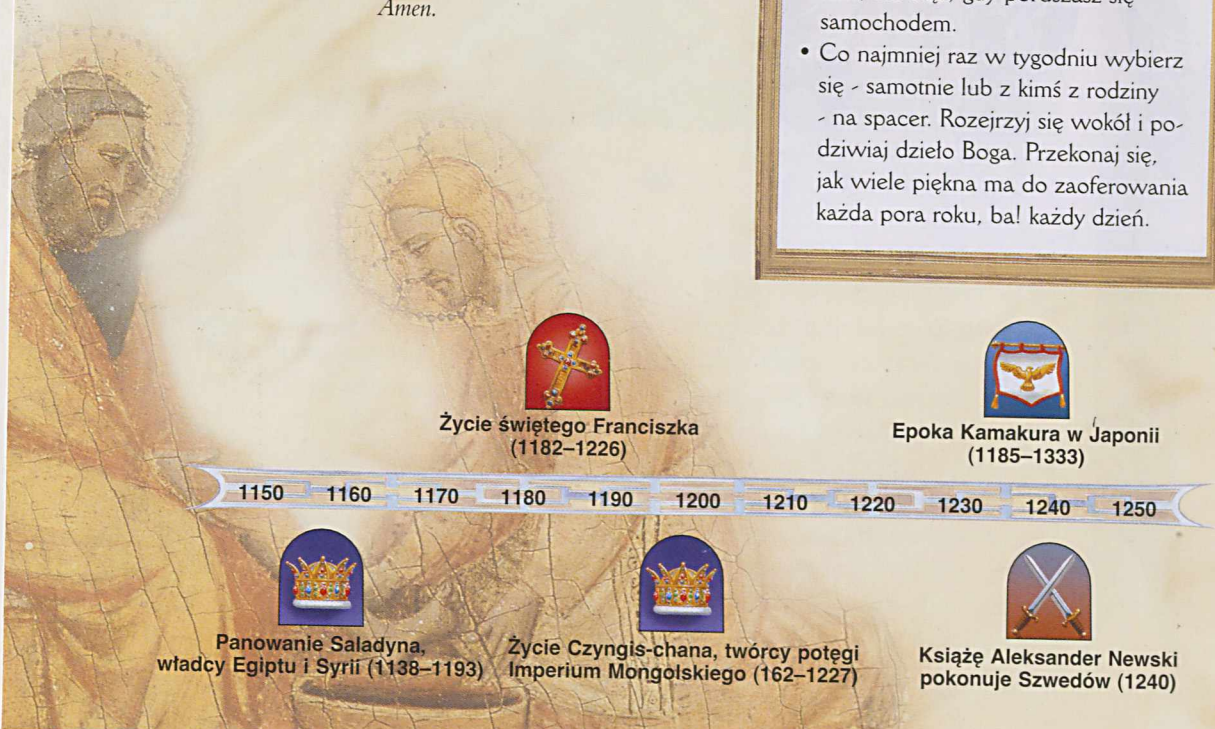 Amen.
samochodem.
• Co najmniej raz w tygodniu wybierz
się - samotnie lub z kimś z rodziny
- na spacer. Rozejrzyj się wokół i po-
dziwiaj dzieło Boga. Przekonaj się,
jak wiele piękna ma do zaoferowania
każda pora roku, ba! każdy dzień.
Życie świętego Franciszka
(1182–1226)
Epoka Kamakura w Japonii
(1185–1333)
1150 1160 1170 1180 1190 1200 1210 1220 1230 1240 1250
Panowanie Saladyna,
władcy Egiptu i Syrii (1138–1193)
Życie Czyngis-chana, twórcy potęgi
Imperium Mongolskiego (162–1227)
Książę Aleksander Newski
pokonuje Szwedów (1240)